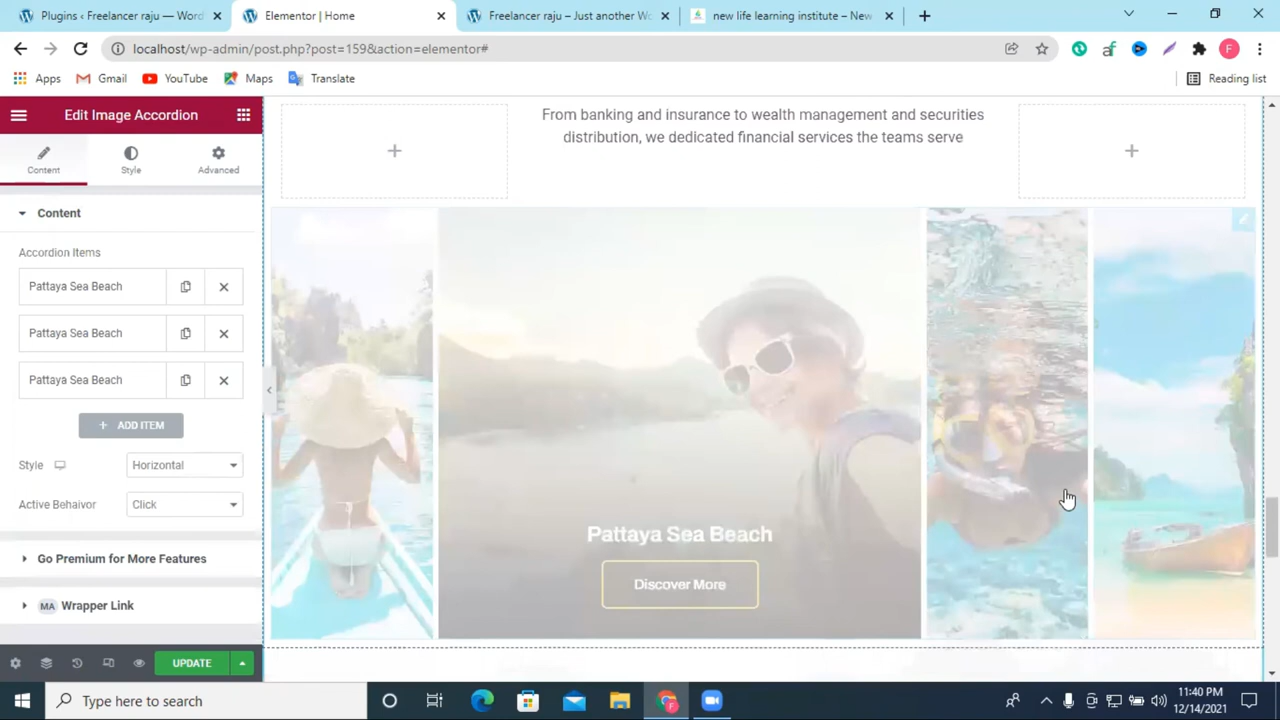 Plugins ‹ Freelancer raju — Word
Elementor | Home
Freelancer raju – Just another Wo
new life learning institute – New
localhost/wp-admin/post.php?post=159&action=elementor#
F
Apps
Gmail
YouTube
Maps
Translate
Reading list
Edit Image Accordion
Content
Style
Advanced
Content
Accordion Items
Pattaya Sea Beach
Pattaya Sea Beach
Pattaya Sea Beach
+ ADD ITEM
Style
Horizontal
Active Behaivor
Click
Go Premium for More Features
MA Wrapper Link
UPDATE
From banking and insurance to wealth management and securities
distribution, we dedicated financial services the teams serve
Pattaya Sea Beach
Discover More
Type here to search
11:40 PM
12/14/2021